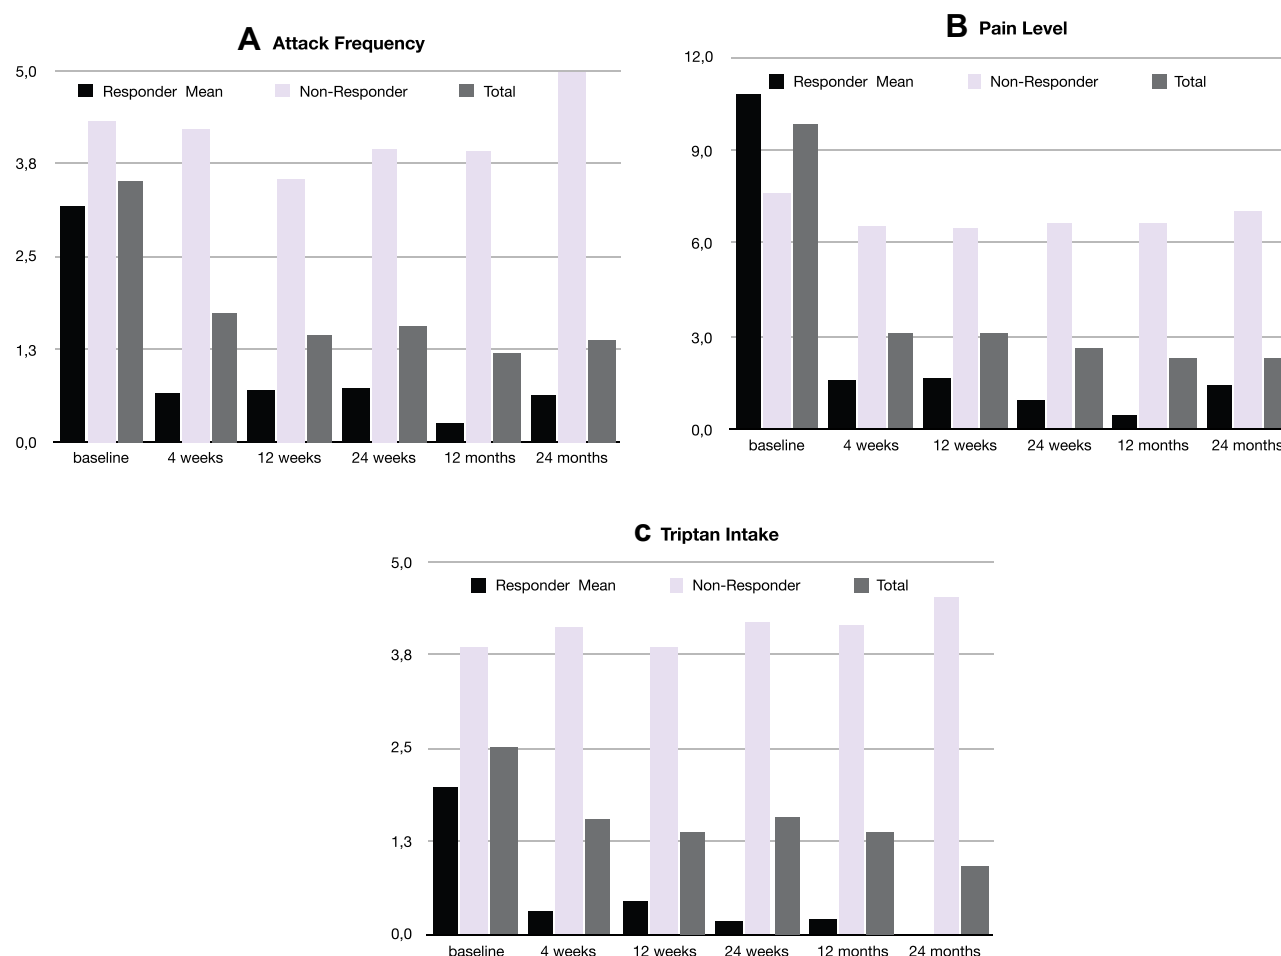 A Attack Frequency
5,0
Responder Mean Non-Responder Total
3,8
2,5
1,3
0,0
baseline 4 weeks 12 weeks 24 weeks 12 months 24 months
B Pain Level
12,0
Responder Mean Non-Responder Total
9,0
6,0
3,0
0,0
baseline 4 weeks 12 weeks 24 weeks 12 months 24 months
C Triptan Intake
5,0
Responder Mean Non-Responder Total
3,8
2,5
1,3
0,0
baseline 4 weeks 12 weeks 24 weeks 12 months 24 months